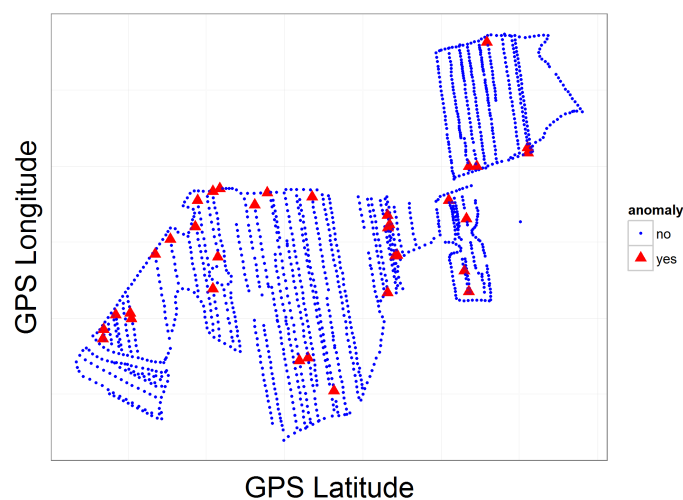 GPS Longitude
GPS Latitude
anomaly
no
yes